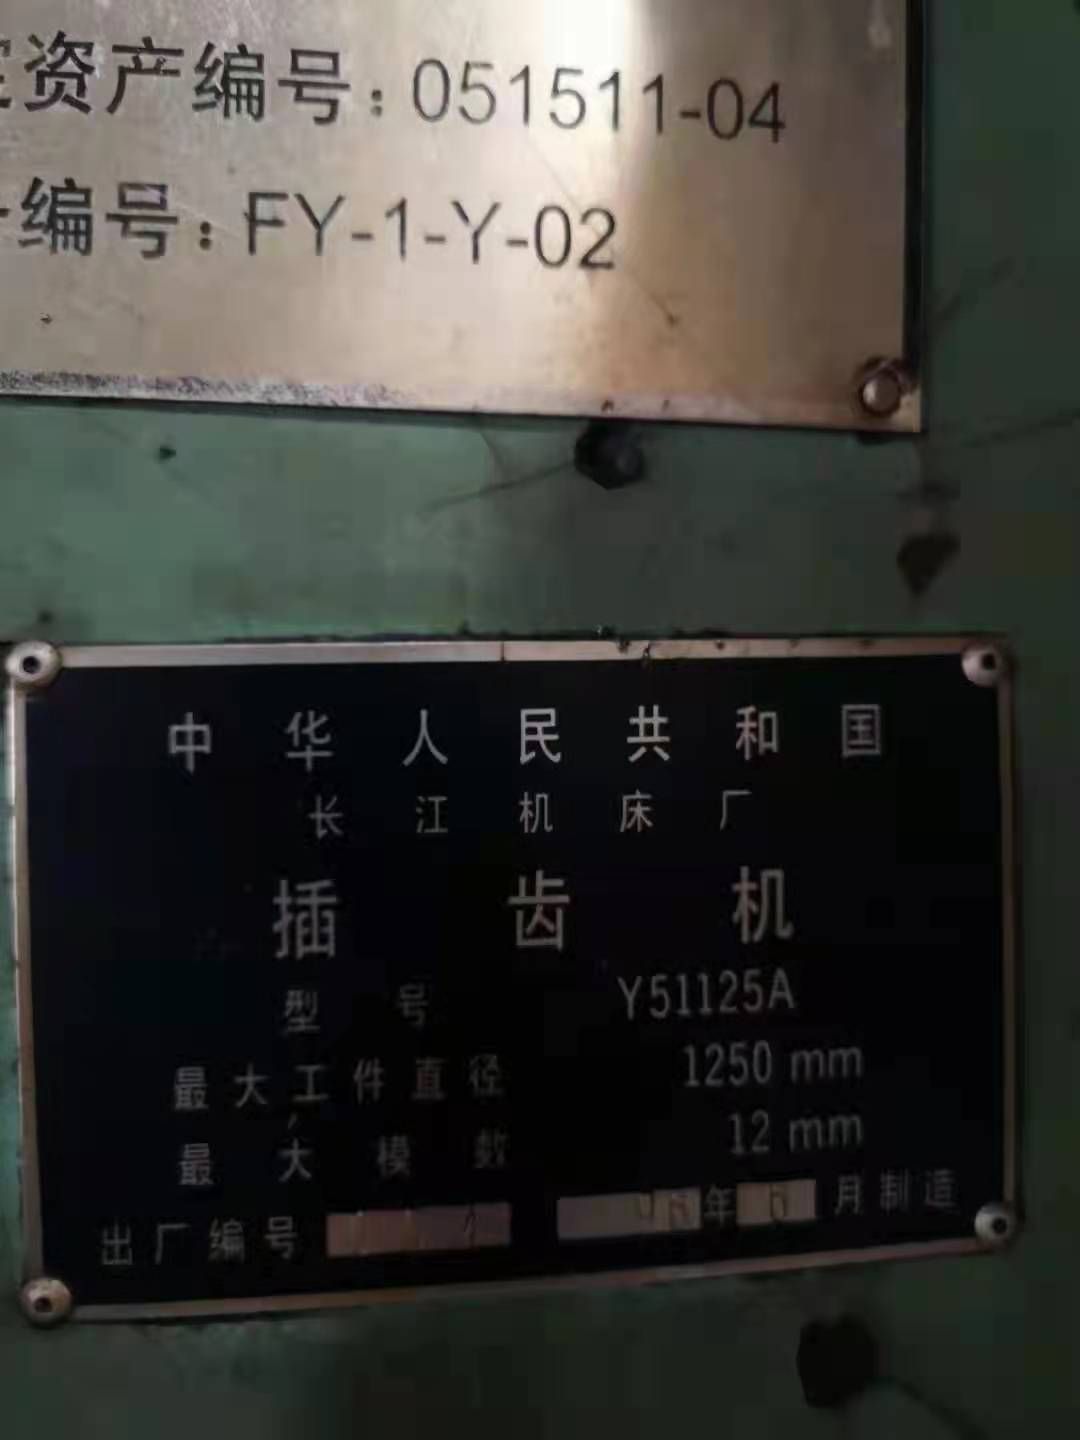 资产编号:051511-04
编号:FY-1-Y-02
中华人民共和国
长江机床厂
插齿机
型号 Y51125A
最大工件直径 1250 mm
最大模数 12 mm
出厂编号 年 月制造